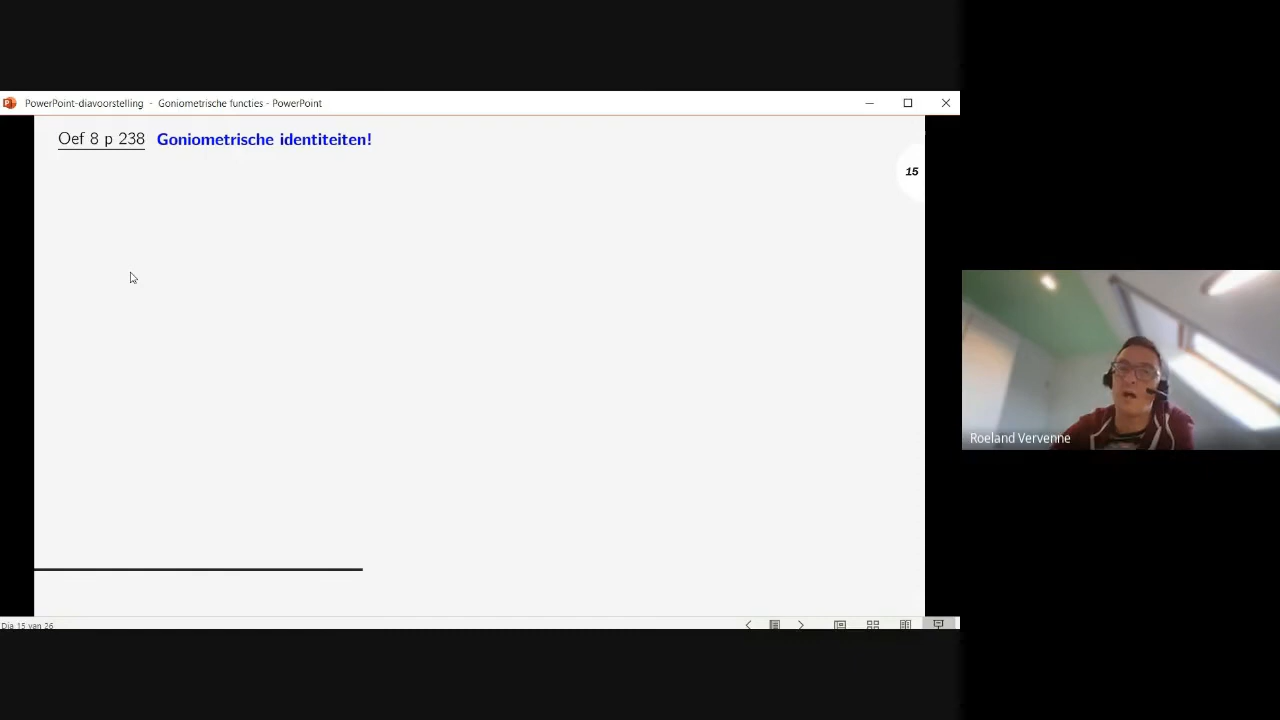 PowerPoint-diavoorstelling - Goniometrische functies - PowerPoint
Oef 8 p 238 Goniometrische identiteiten!
15
Roeland Vervenne
Dia 15 van 26